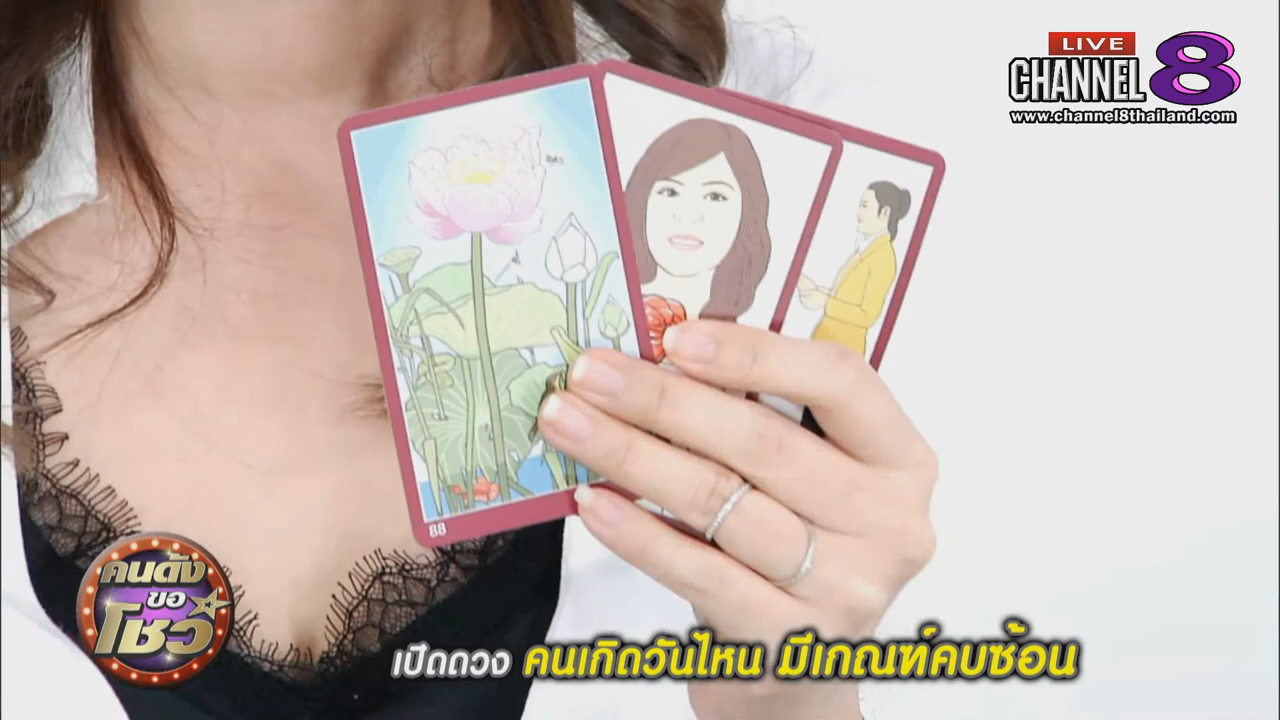 LIVE
CHANNEL 8
www.channel8thailand.com
88
คนดัง
ขอ
โชว์
เปิดดวง คนเกิดวันไหน มีเกณฑ์คบซ้อน